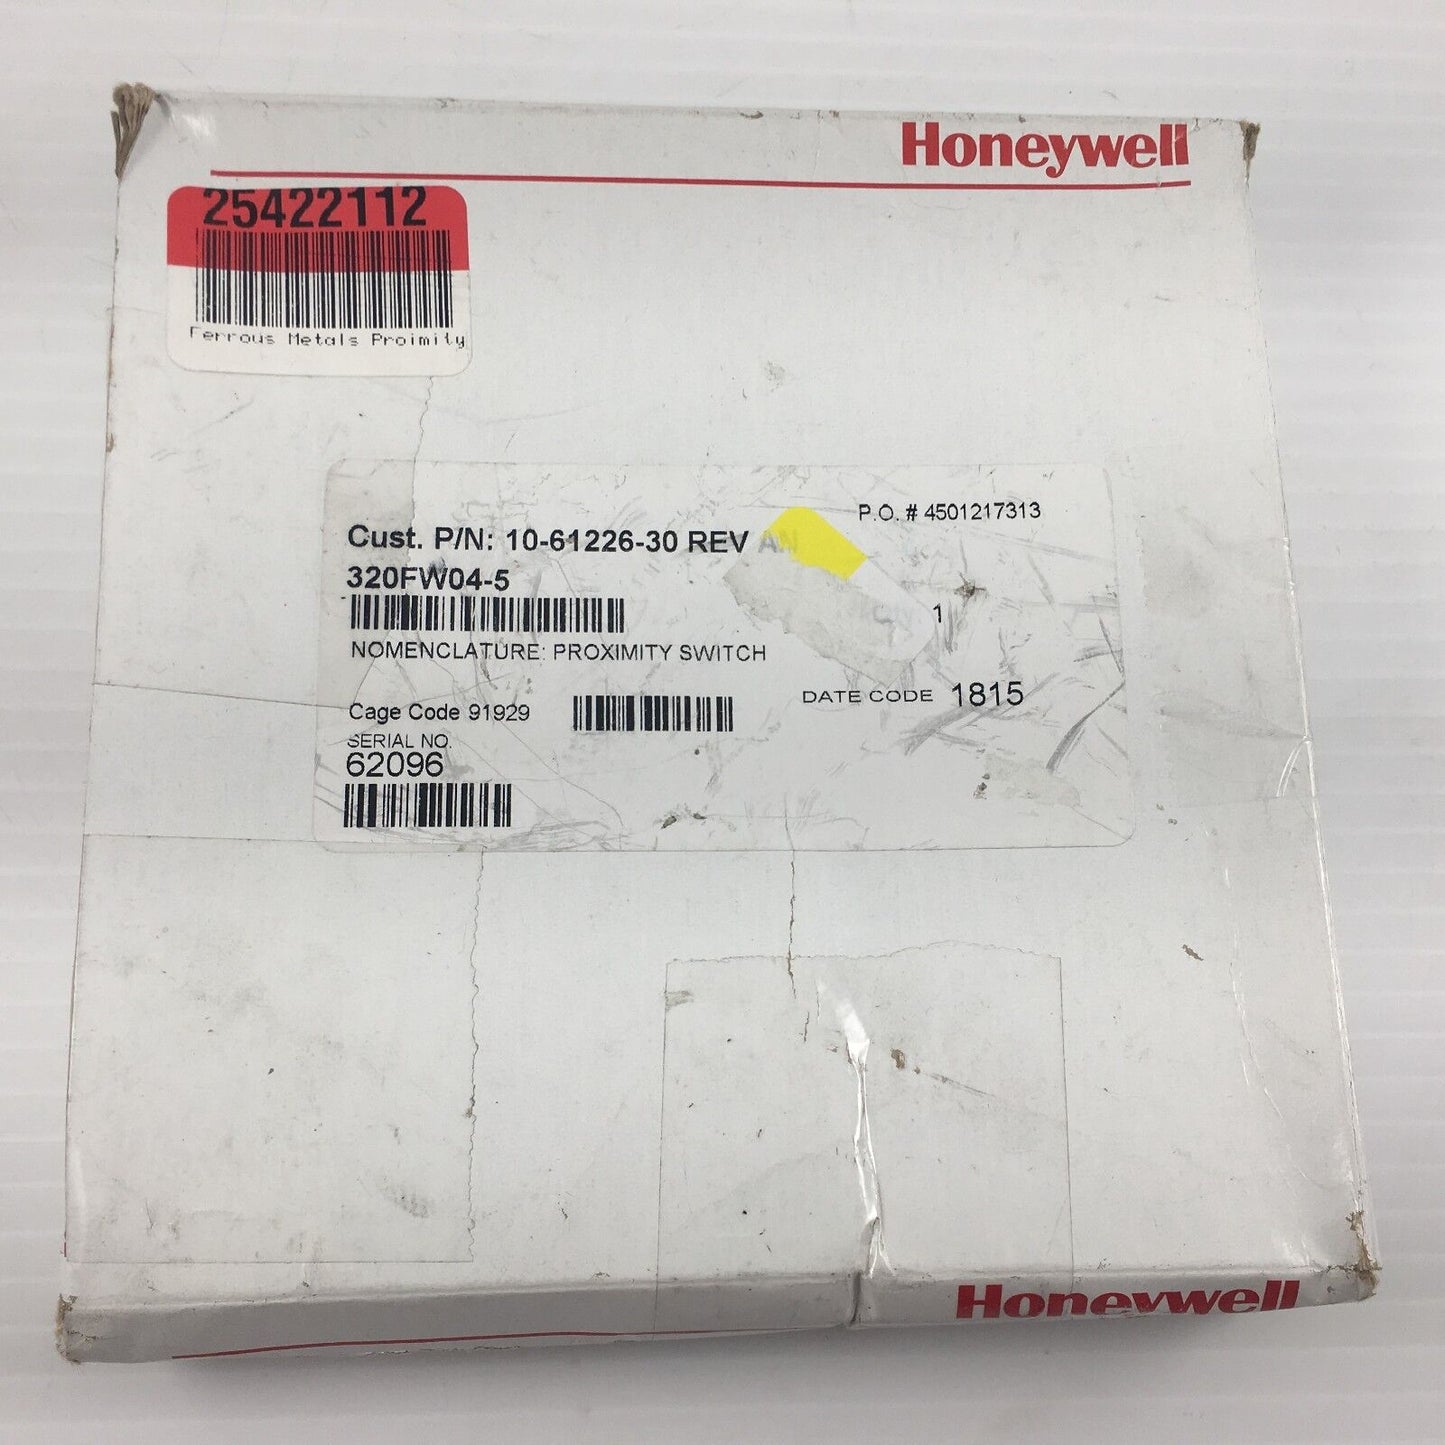 Honeywell
25422112
Ferrous Metals Proimity
P.O. # 4501217313
Cust. P/N: 10-61226-30 REV AN
320FW04-5
1
NOMENCLATURE: PROXIMITY SWITCH
DATE CODE 1815
Cage Code 91929
SERIAL NO.
62096
Honeywell